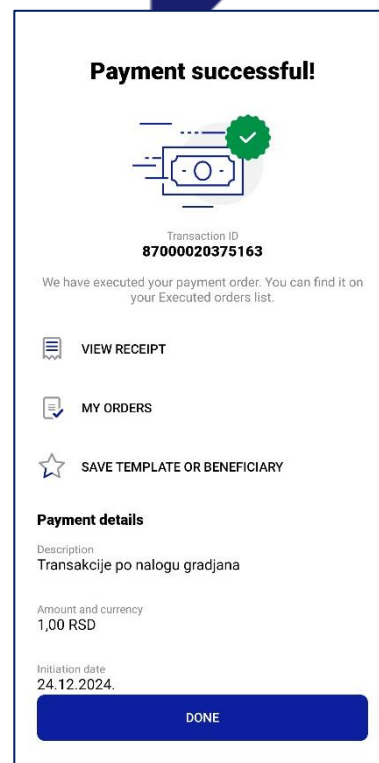 Payment successful!
Transaction ID
87000020375163
We have executed your payment order. You can find it on
your Executed orders list.
VIEW RECEIPT
MY ORDERS
SAVE TEMPLATE OR BENEFICIARY
Payment details
Description
Transakcije po nalogu gradjana
Amount and currency
1,00 RSD
Initiation date
24.12.2024.
DONE